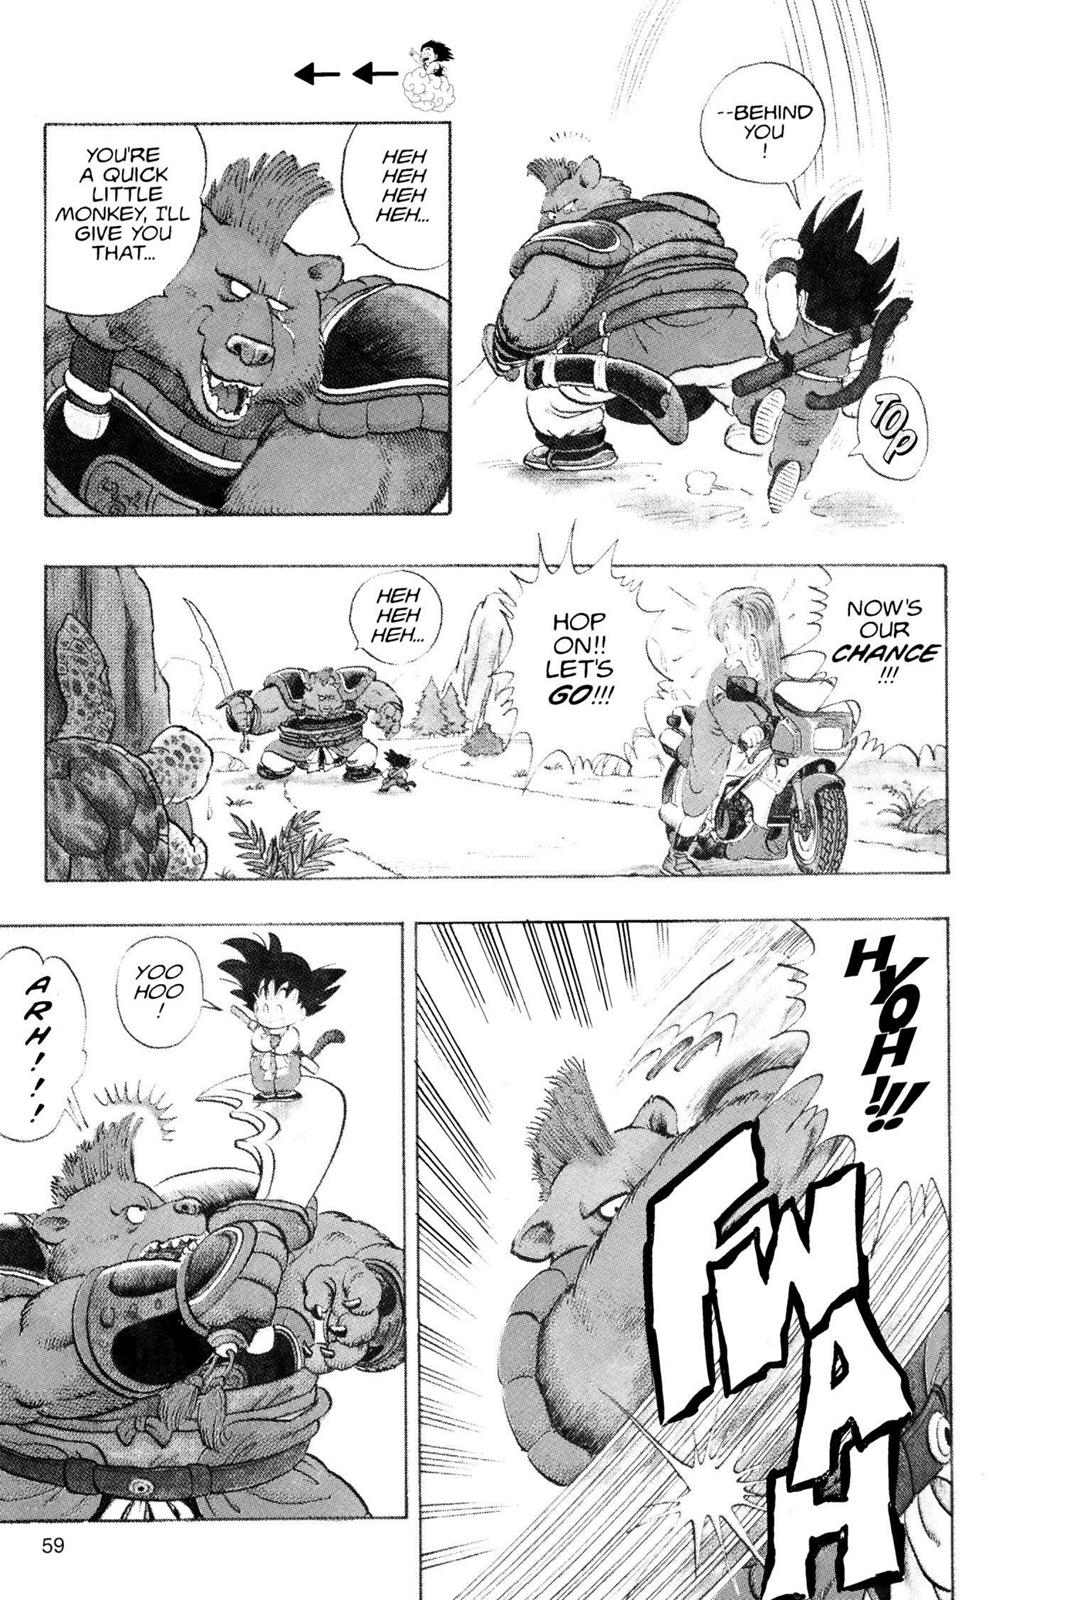 --BEHIND
YOU
!
TOP
HEH
HEH
HEH
HEH...
YOU'RE
A QUICK
LITTLE
MONKEY, I'LL
GIVE YOU
THAT...
NOW'S
OUR
CHANCE
!!!
HOP
ON!!
LET'S
GO!!!
HEH
HEH
HEH...
HYOH!!!
FWAH
YOO
HOO
!
ARH!!!
59